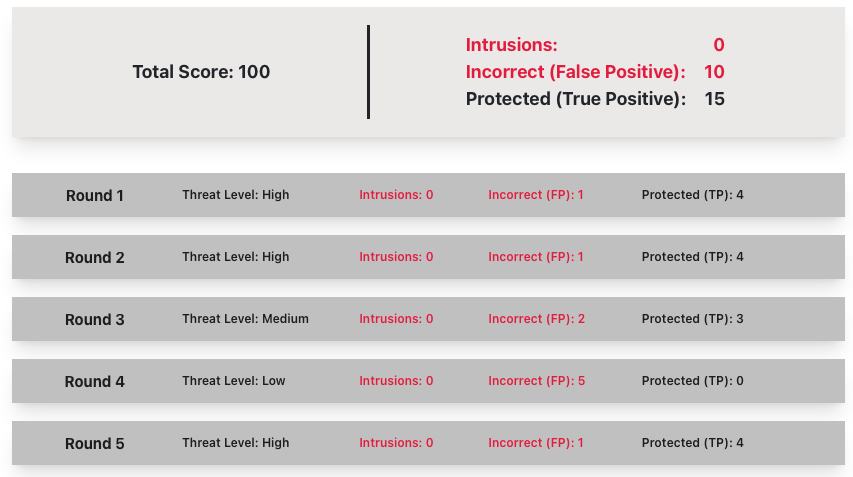 Total Score: 100
Intrusions: 0
Incorrect (False Positive): 10
Protected (True Positive): 15
Round 1 Threat Level: High Intrusions: 0 Incorrect (FP): 1 Protected (TP): 4
Round 2 Threat Level: High Intrusions: 0 Incorrect (FP): 1 Protected (TP): 4
Round 3 Threat Level: Medium Intrusions: 0 Incorrect (FP): 2 Protected (TP): 3
Round 4 Threat Level: Low Intrusions: 0 Incorrect (FP): 5 Protected (TP): 0
Round 5 Threat Level: High Intrusions: 0 Incorrect (FP): 1 Protected (TP): 4